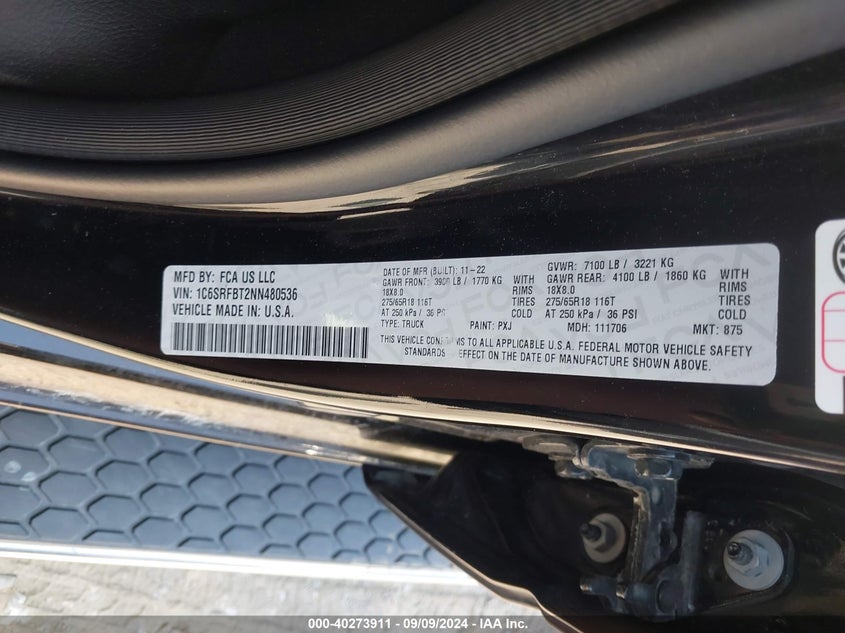 MFD BY: FCA US LLC
VIN: 1C6SRFBT2NN480536
VEHICLE MADE IN U.S.A.
DATE OF MFR (BUILT): 11-22
GAWR FRONT: 3900 LB / 1770 KG WITH
18X8.0 RIMS
275/65R18 116T TIRES
AT 250 kPa / 36 PSI COLD
TYPE: TRUCK PAINT: PXJ
GVWR: 7100 LB / 3221 KG
GAWR REAR: 4100 LB / 1860 KG WITH
18X8.0 RIMS
275/65R18 116T TIRES
AT 250 kPa / 36 PSI COLD
MDH: 111706 MKT: 875
THIS VEHICLE CONFORMS TO ALL APPLICABLE U.S.A. FEDERAL MOTOR VEHICLE SAFETY
STANDARDS EFFECT ON THE DATE OF MANUFACTURE SHOWN ABOVE.
000-40273911 - 09/09/2024 - IAA Inc.